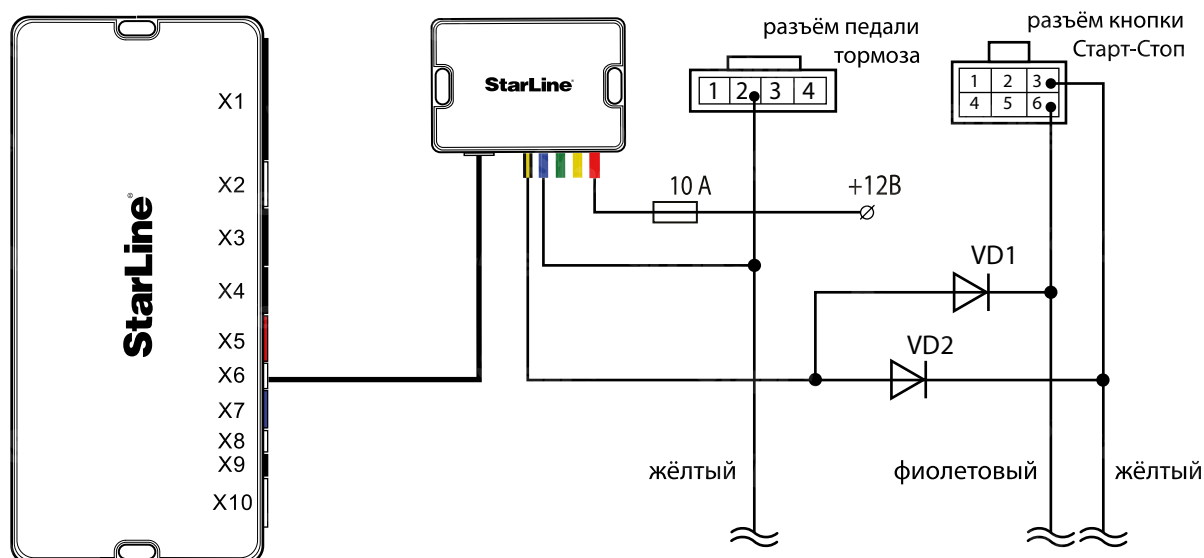 StarLine®
X1
X2
X3
X4
X5
X6
X7
X8
X9
X10
StarLine®
разъём педали
тормоза
1 2 3 4
разъём кнопки
Старт-Стоп
1 2 3
4 5 6
10 А
+12В
VD1
VD2
жёлтый
фиолетовый
жёлтый